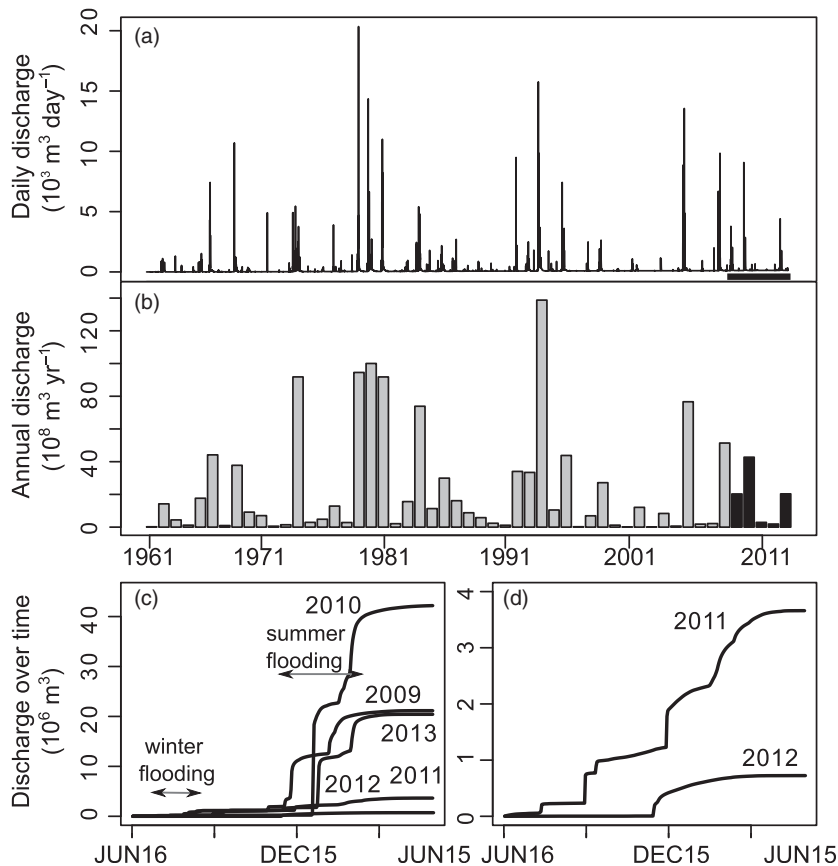 (a)
Daily discharge
(10³ m³ day⁻¹)
20
15
10
5
0
(b)
Annual discharge
(10⁸ m³ yr⁻¹)
120
80
40
0
1961
1971
1981
1991
2001
2011
(c)
Discharge over time
(10⁶ m³)
40
30
20
10
0
2010
summer
flooding
2009
2013
winter
flooding
2012
2011
JUN16
DEC15
JUN15
(d)
4
3
2
1
0
2011
2012
JUN16
DEC15
JUN15